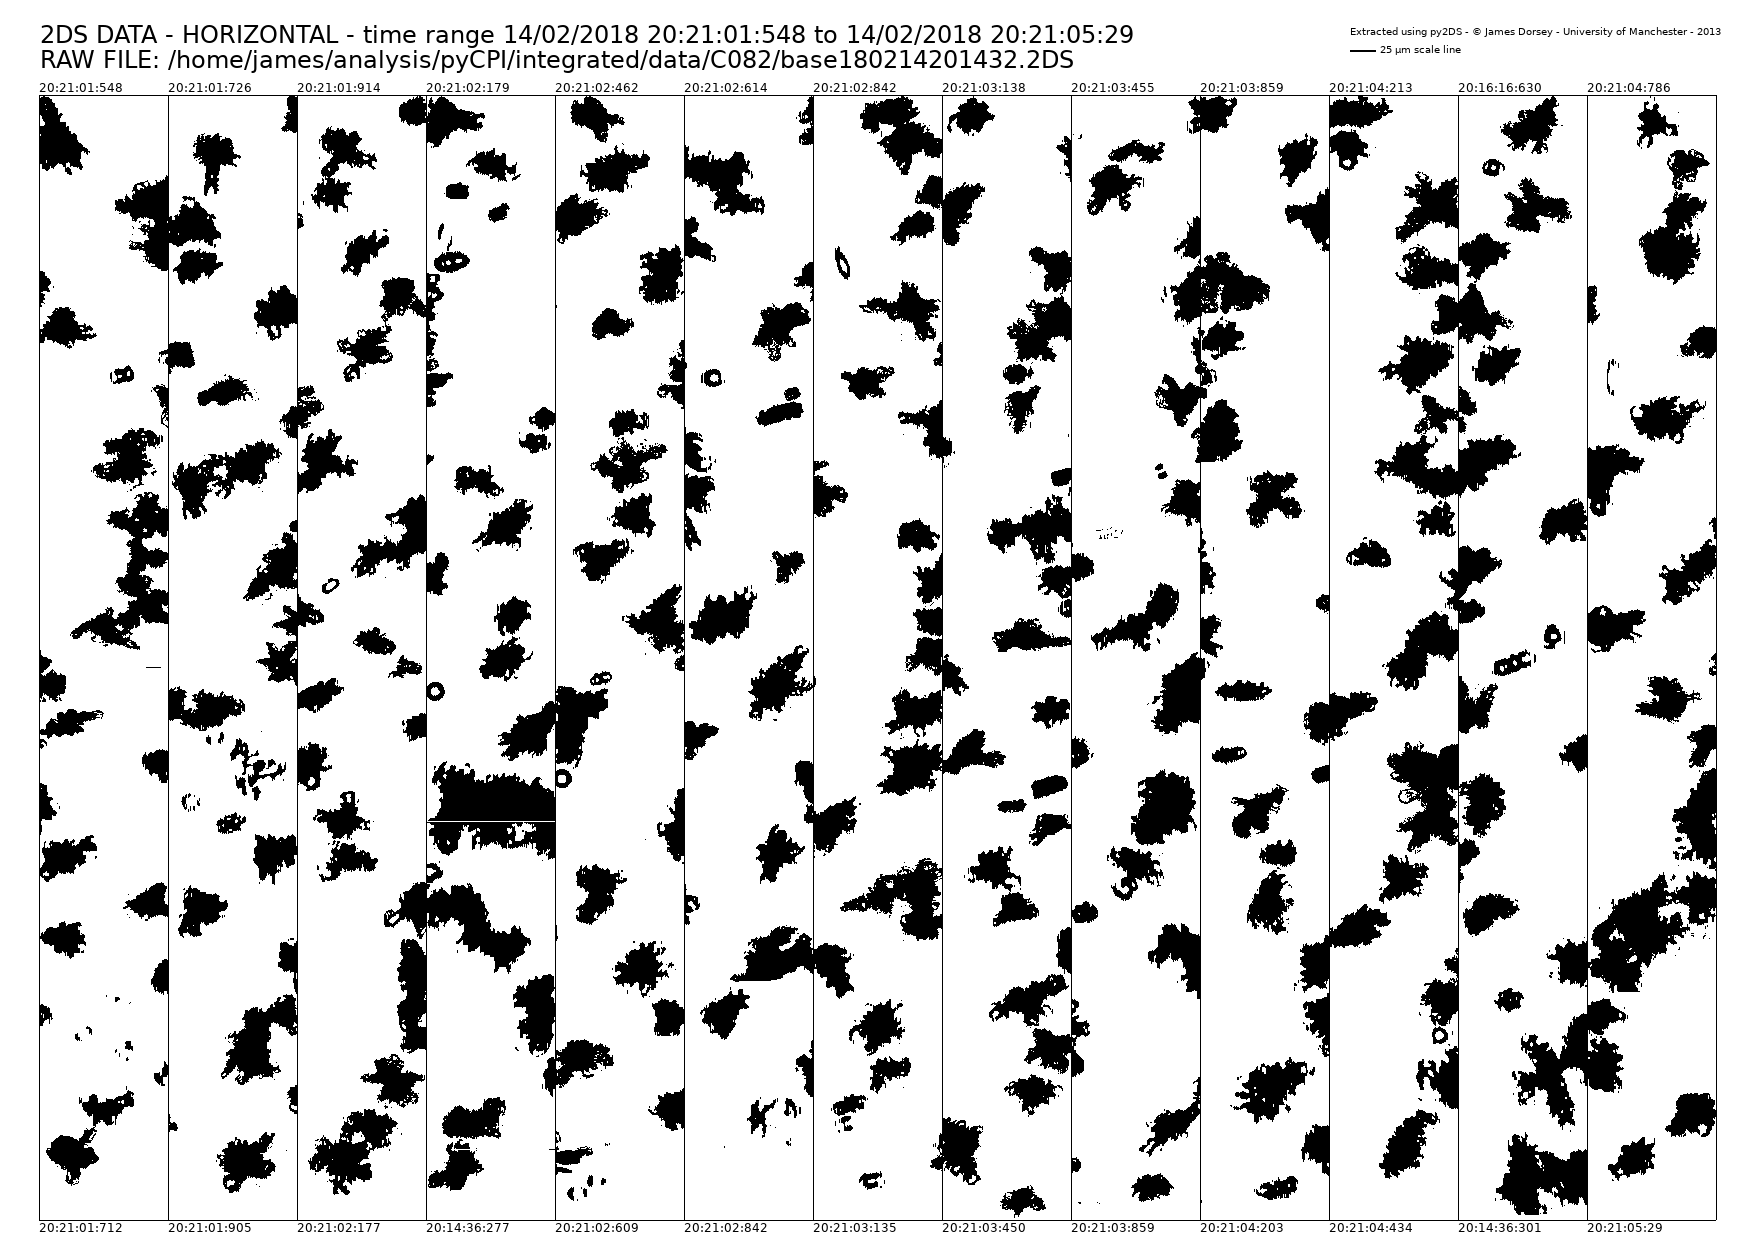 2DS DATA - HORIZONTAL - time range 14/02/2018 20:21:01:548 to 14/02/2018 20:21:05:29
RAW FILE: /home/james/analysis/pyCPI/integrated/data/C082/base180214201432.2DS
Extracted using py2DS - © James Dorsey - University of Manchester - 2013
25 μm scale line
20:21:01:548 20:21:01:726 20:21:01:914 20:21:02:179 20:21:02:462 20:21:02:614 20:21:02:842 20:21:03:138 20:21:03:455 20:21:03:859 20:21:04:213 20:16:16:630 20:21:04:786
20:21:01:712 20:21:01:905 20:21:02:177 20:14:36:277 20:21:02:609 20:21:02:842 20:21:03:135 20:21:03:450 20:21:03:859 20:21:04:203 20:21:04:434 20:14:36:301 20:21:05:29